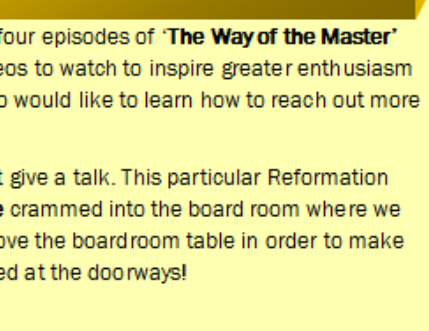 four episodes of ‘The Way of the Master’
eos to watch to inspire greater enthusiasm
o would like to learn how to reach out more
t give a talk. This particular Reformation
e crammed into the board room where we
ove the boardroom table in order to make
ed at the doorways!